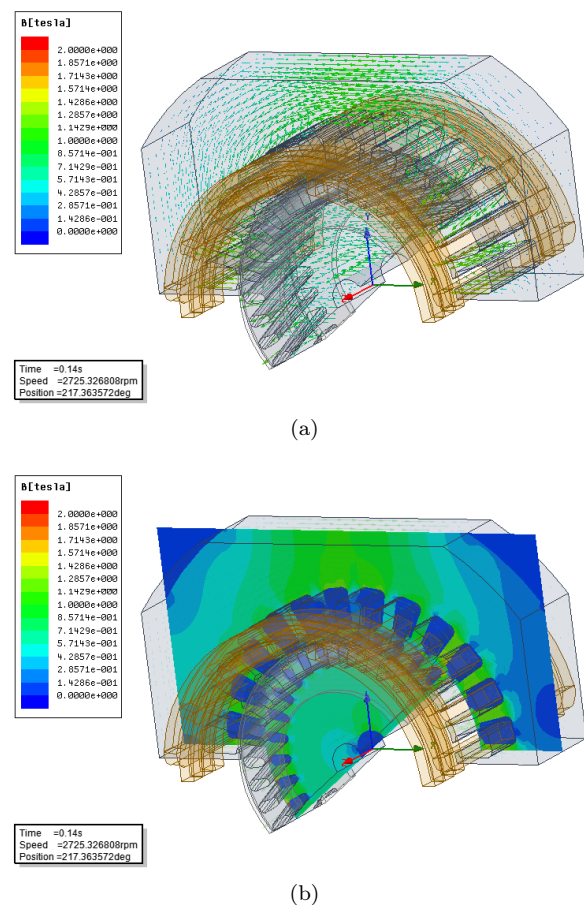 B[tesla]
2.0000e+000
1.8571e+000
1.7143e+000
1.5714e+000
1.4286e+000
1.2857e+000
1.1429e+000
1.0000e+000
8.5714e-001
7.1429e-001
5.7143e-001
4.2857e-001
2.8571e-001
1.4286e-001
0.0000e+000
Time =0.14s
Speed =2725.326808rpm
Position =217.363572deg
(a)
B[tesla]
2.0000e+000
1.8571e+000
1.7143e+000
1.5714e+000
1.4286e+000
1.2857e+000
1.1429e+000
1.0000e+000
8.5714e-001
7.1429e-001
5.7143e-001
4.2857e-001
2.8571e-001
1.4286e-001
0.0000e+000
Time =0.14s
Speed =2725.326808rpm
Position =217.363572deg
(b)